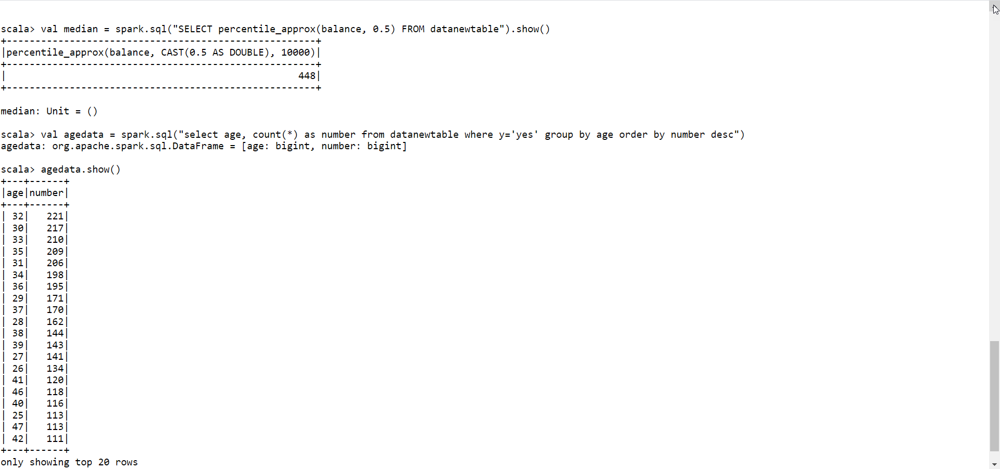 scala> val median = spark.sql("SELECT percentile_approx(balance, 0.5) FROM datanewtable").show()
+------------------------------------------------------+
|percentile_approx(balance, CAST(0.5 AS DOUBLE), 10000)|
+------------------------------------------------------+
|                                                   448|
+------------------------------------------------------+
median: Unit = ()
scala> val agedata = spark.sql("select age, count(*) as number from datanewtable where y='yes' group by age order by number desc")
agedata: org.apache.spark.sql.DataFrame = [age: bigint, number: bigint]
scala> agedata.show()
+---+------+
|age|number|
+---+------+
| 32|   221|
| 30|   217|
| 33|   210|
| 35|   209|
| 31|   206|
| 34|   198|
| 36|   195|
| 29|   171|
| 37|   170|
| 28|   162|
| 38|   144|
| 39|   143|
| 27|   141|
| 26|   134|
| 41|   120|
| 46|   118|
| 40|   116|
| 25|   113|
| 47|   113|
| 42|   111|
+---+------+
only showing top 20 rows